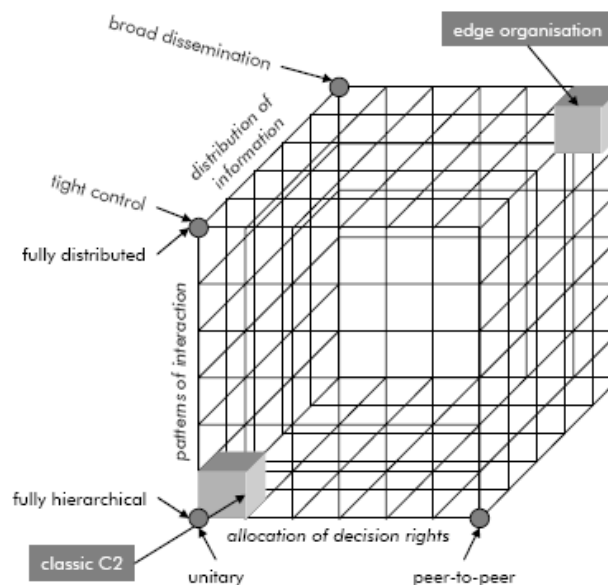 edge organisation
broad dissemination
distribution of
information
tight control
fully distributed
patterns of interaction
fully hierarchical
allocation of decision rights
classic C2
unitary
peer-to-peer